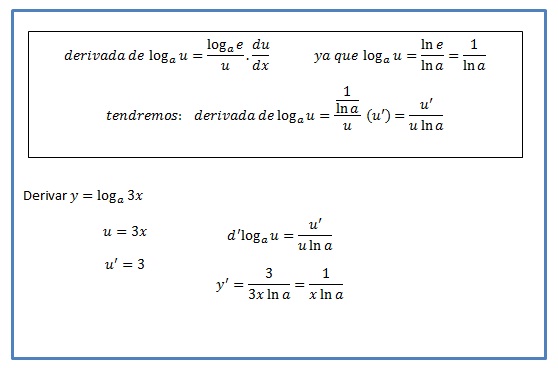 derivada de log_a u = \frac{log_a e}{u} . \frac{du}{dx}    ya que log_a u = \frac{ln e}{ln a} = \frac{1}{ln a}
tendremos: derivada de log_a u = \frac{\frac{1}{ln a}}{u} (u') = \frac{u'}{u ln a}
Derivar y = log_a 3x
u = 3x    d' log_a u = \frac{u'}{u ln a}
u' = 3
y' = \frac{3}{3x ln a} = \frac{1}{x ln a}